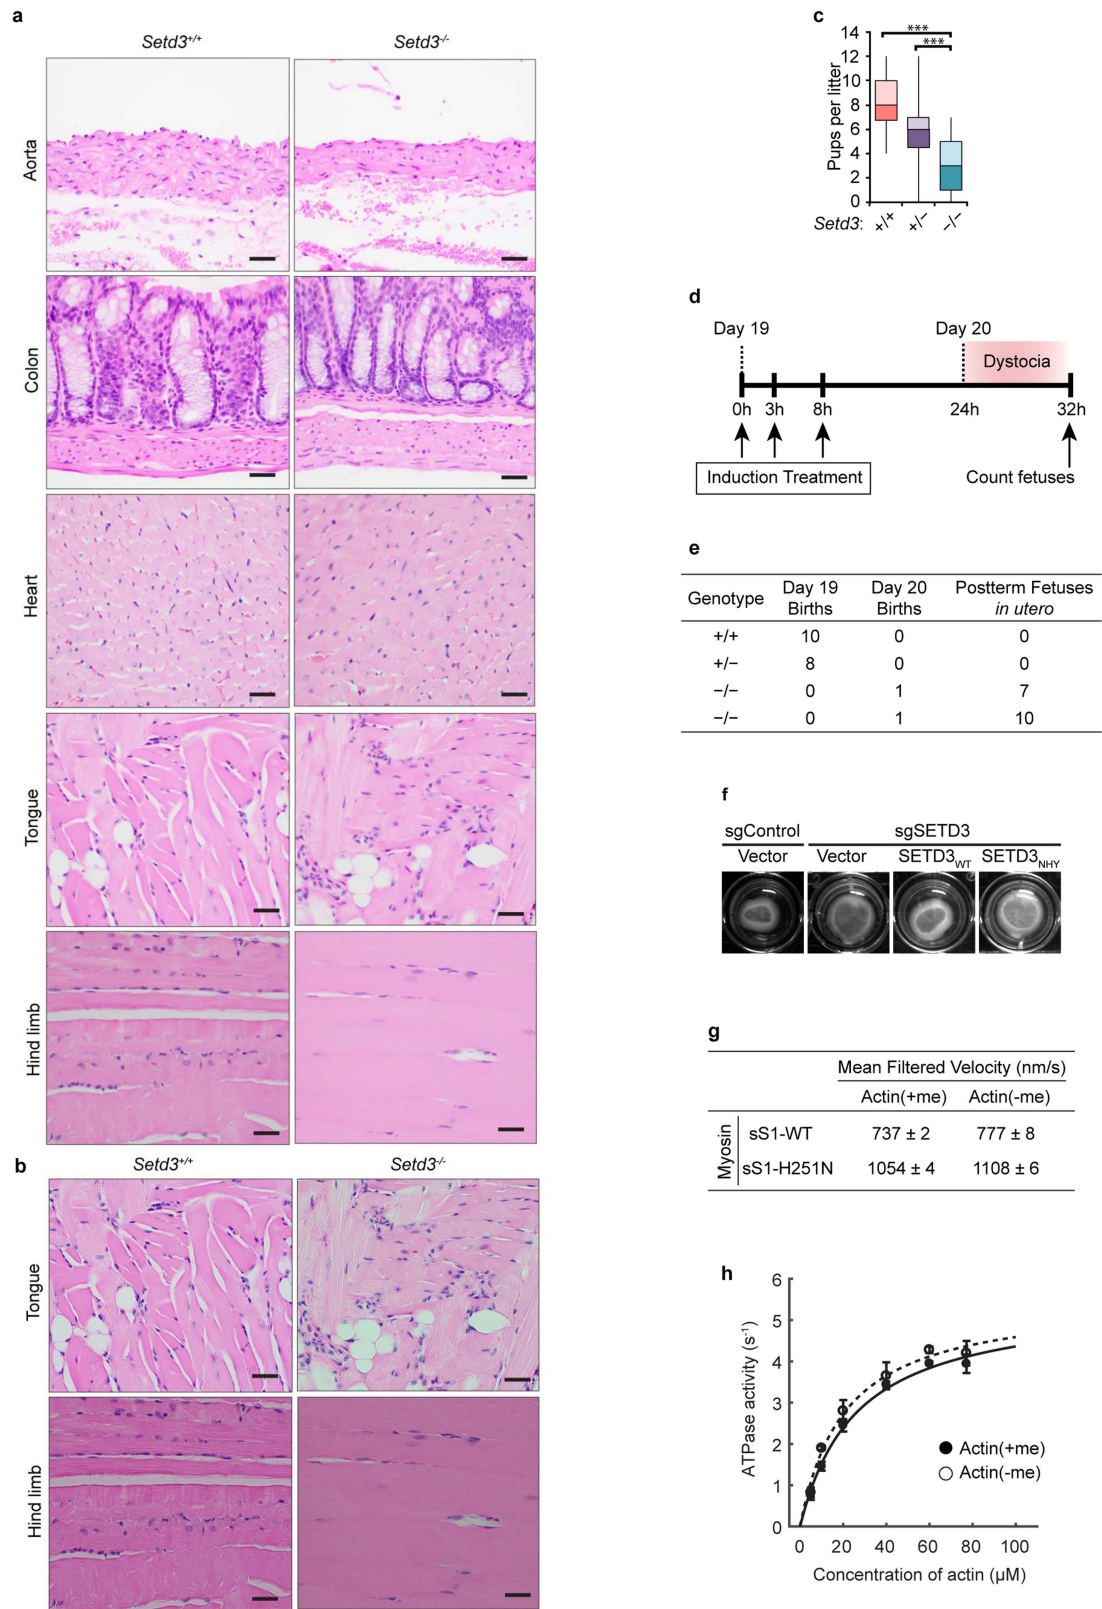 a
Setd3+/+
Setd3-/-
Aorta
Colon
Heart
Tongue
Hind limb
b
Setd3+/+
Setd3-/-
Tongue
Hind limb
c
***
***
14
12
10
8
6
4
2
0
Pups per litter
Setd3: +/+ +/− −/−
d
Day 19
Day 20
Dystocia
0h 3h 8h 24h 32h
Induction Treatment
Count fetuses
e
Genotype Day 19 Births Day 20 Births Postterm Fetuses in utero
+/+ 10 0 0
+/− 8 0 0
−/− 0 1 7
−/− 0 1 10
f
sgControl sgSETD3
Vector Vector SETD3WT SETD3NHY
g
Mean Filtered Velocity (nm/s)
Actin(+me) Actin(-me)
Myosin
sS1-WT 737 ± 2 777 ± 8
sS1-H251N 1054 ± 4 1108 ± 6
h
6
5
4
3
2
1
0
ATPase activity (s-1)
Actin(+me)
Actin(-me)
0 20 40 60 80 100
Concentration of actin (µM)